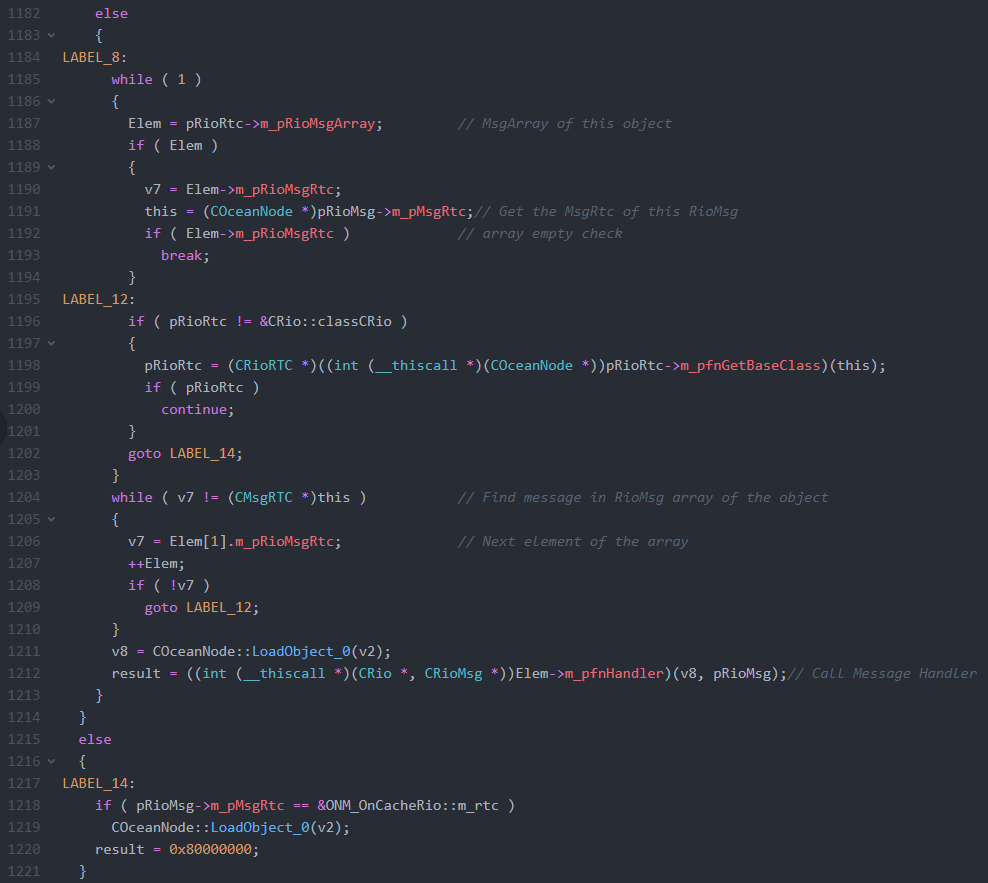 1182 else
1183 {
1184 LABEL_8:
1185 while ( 1 )
1186 {
1187 Elem = pRioRtc->m_pRioMsgArray; // MsgArray of this object
1188 if ( Elem )
1189 {
1190 v7 = Elem->m_pRioMsgRtc;
1191 this = (COceanNode *)pRioMsg->m_pMsgRtc;// Get the MsgRtc of this RioMsg
1192 if ( Elem->m_pRioMsgRtc ) // array empty check
1193 break;
1194 }
1195 LABEL_12:
1196 if ( pRioRtc != &CRio::classCRio )
1197 {
1198 pRioRtc = (CRioRTC *)((int (__thiscall *)(COceanNode *))pRioRtc->m_pfnGetBaseClass)(this);
1199 if ( pRioRtc )
1200 continue;
1201 }
1202 goto LABEL_14;
1203 }
1204 while ( v7 != (CMsgRTC *)this ) // Find message in RioMsg array of the object
1205 {
1206 v7 = Elem[1].m_pRioMsgRtc; // Next element of the array
1207 ++Elem;
1208 if ( !v7 )
1209 goto LABEL_12;
1210 }
1211 v8 = COceanNode::LoadObject_0(v2);
1212 result = ((int (__thiscall *)(CRio *, CRioMsg *))Elem->m_pfnHandler)(v8, pRioMsg);// Call Message Handler
1213 }
1214 }
1215 else
1216 {
1217 LABEL_14:
1218 if ( pRioMsg->m_pMsgRtc == &ONM_OnCacheRio::m_rtc )
1219 COceanNode::LoadObject_0(v2);
1220 result = 0x80000000;
1221 }